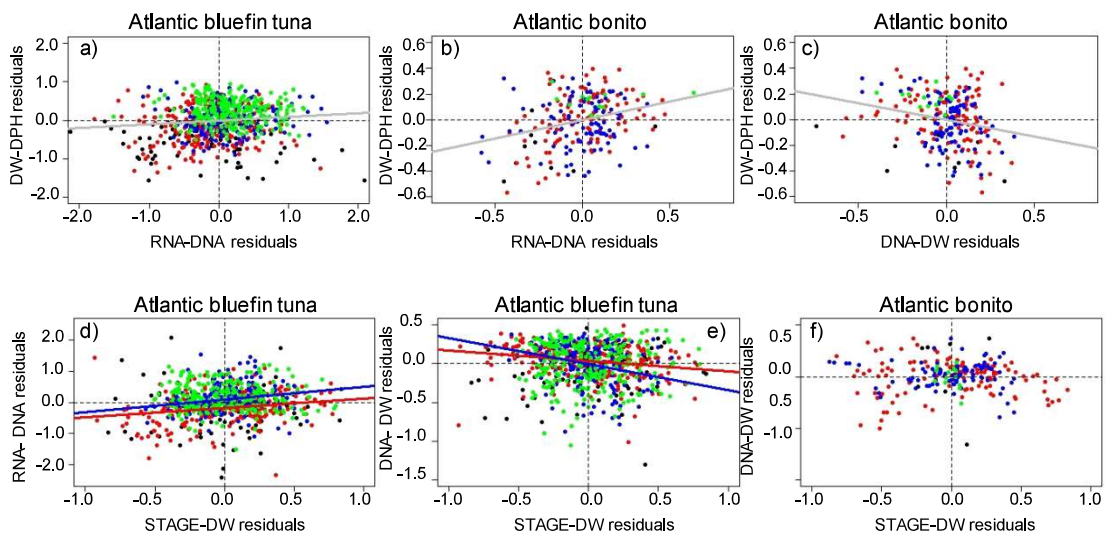 Atlantic bluefin tuna
a)
2.0
1.0
0.0
-1.0
2.0
DW-DPH residuals
-2.0
-1.0
0.0
1.0
2.0
RNA-DNA residuals
Atlantic bonito
b)
0.6
0.4
0.2
0.0
-0.2
-0.4
-0.6
DW-DPH residuals
-0.5
0.0
0.5
RNA-DNA residuals
Atlantic bonito
c)
0.6
0.4
0.2
0.0
-0.2
-0.4
-0.6
DW-DPH residuals
-0.5
0.0
0.5
DNA-DW residuals
Atlantic bluefin tuna
d)
2.0
1.0
0.0
-1.0
-2.0
RNA- DNA residuals
-1.0
-0.5
0.0
0.5
1.0
STAGE-DW residuals
Atlantic bluefin tuna
e)
0.5
0.0
-0.5
-1.0
-1.5
DNA- DW residuals
-1.0
-0.5
0.0
0.5
1.0
STAGE-DW residuals
Atlantic bonito
f)
0.5
0.0
0.5
-1.0
DNA-DW residuals
-1.0
-0.5
0.0
0.5
1.0
STAGE-DW residuals